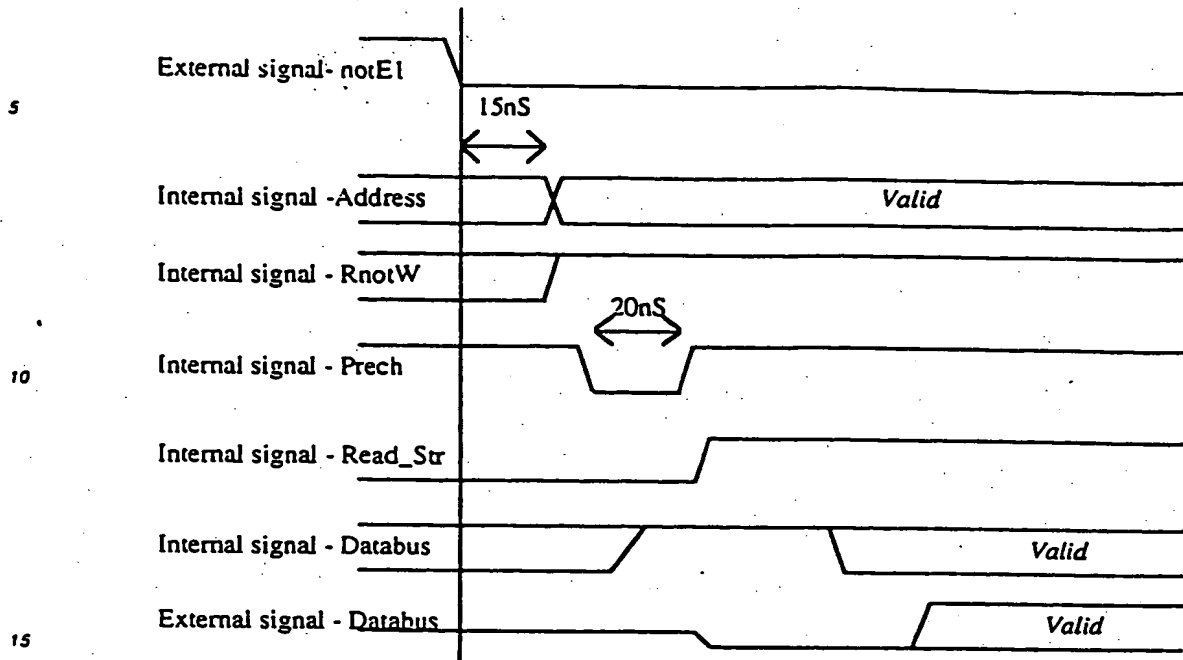 External signal- notE1
5
15nS
Internal signal -Address
Valid
Internal signal - RnotW
20nS
Internal signal - Prech
10
Internal signal - Read_Str
Internal signal - Databus
Valid
External signal - Databus
Valid
15